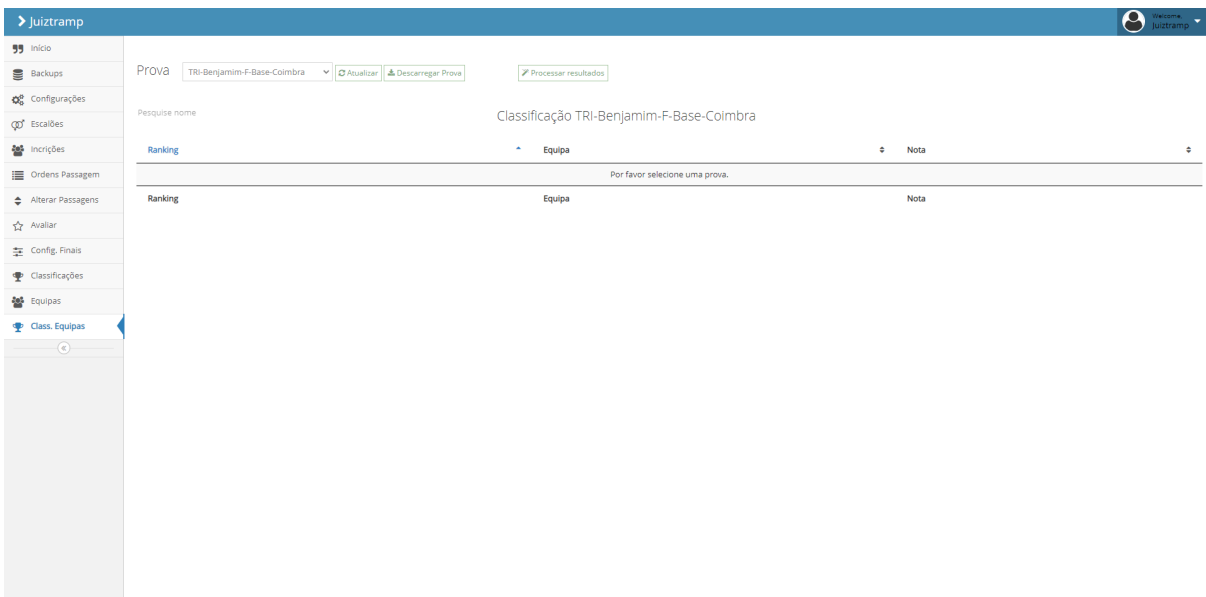 Juiztramp
Welcome,
Juiztramp
Início
Backups
Configurações
Escalões
Incrições
Ordens Passagem
Alterar Passagens
Avaliar
Config. Finais
Classificações
Equipas
Class. Equipas
Prova TRI-Benjamim-F-Base-Coimbra Atualizar Descarregar Prova Processar resultados
Pesquise nome
Classificação TRI-Benjamim-F-Base-Coimbra
Ranking Equipa Nota
Por favor selecione uma prova.
Ranking Equipa Nota